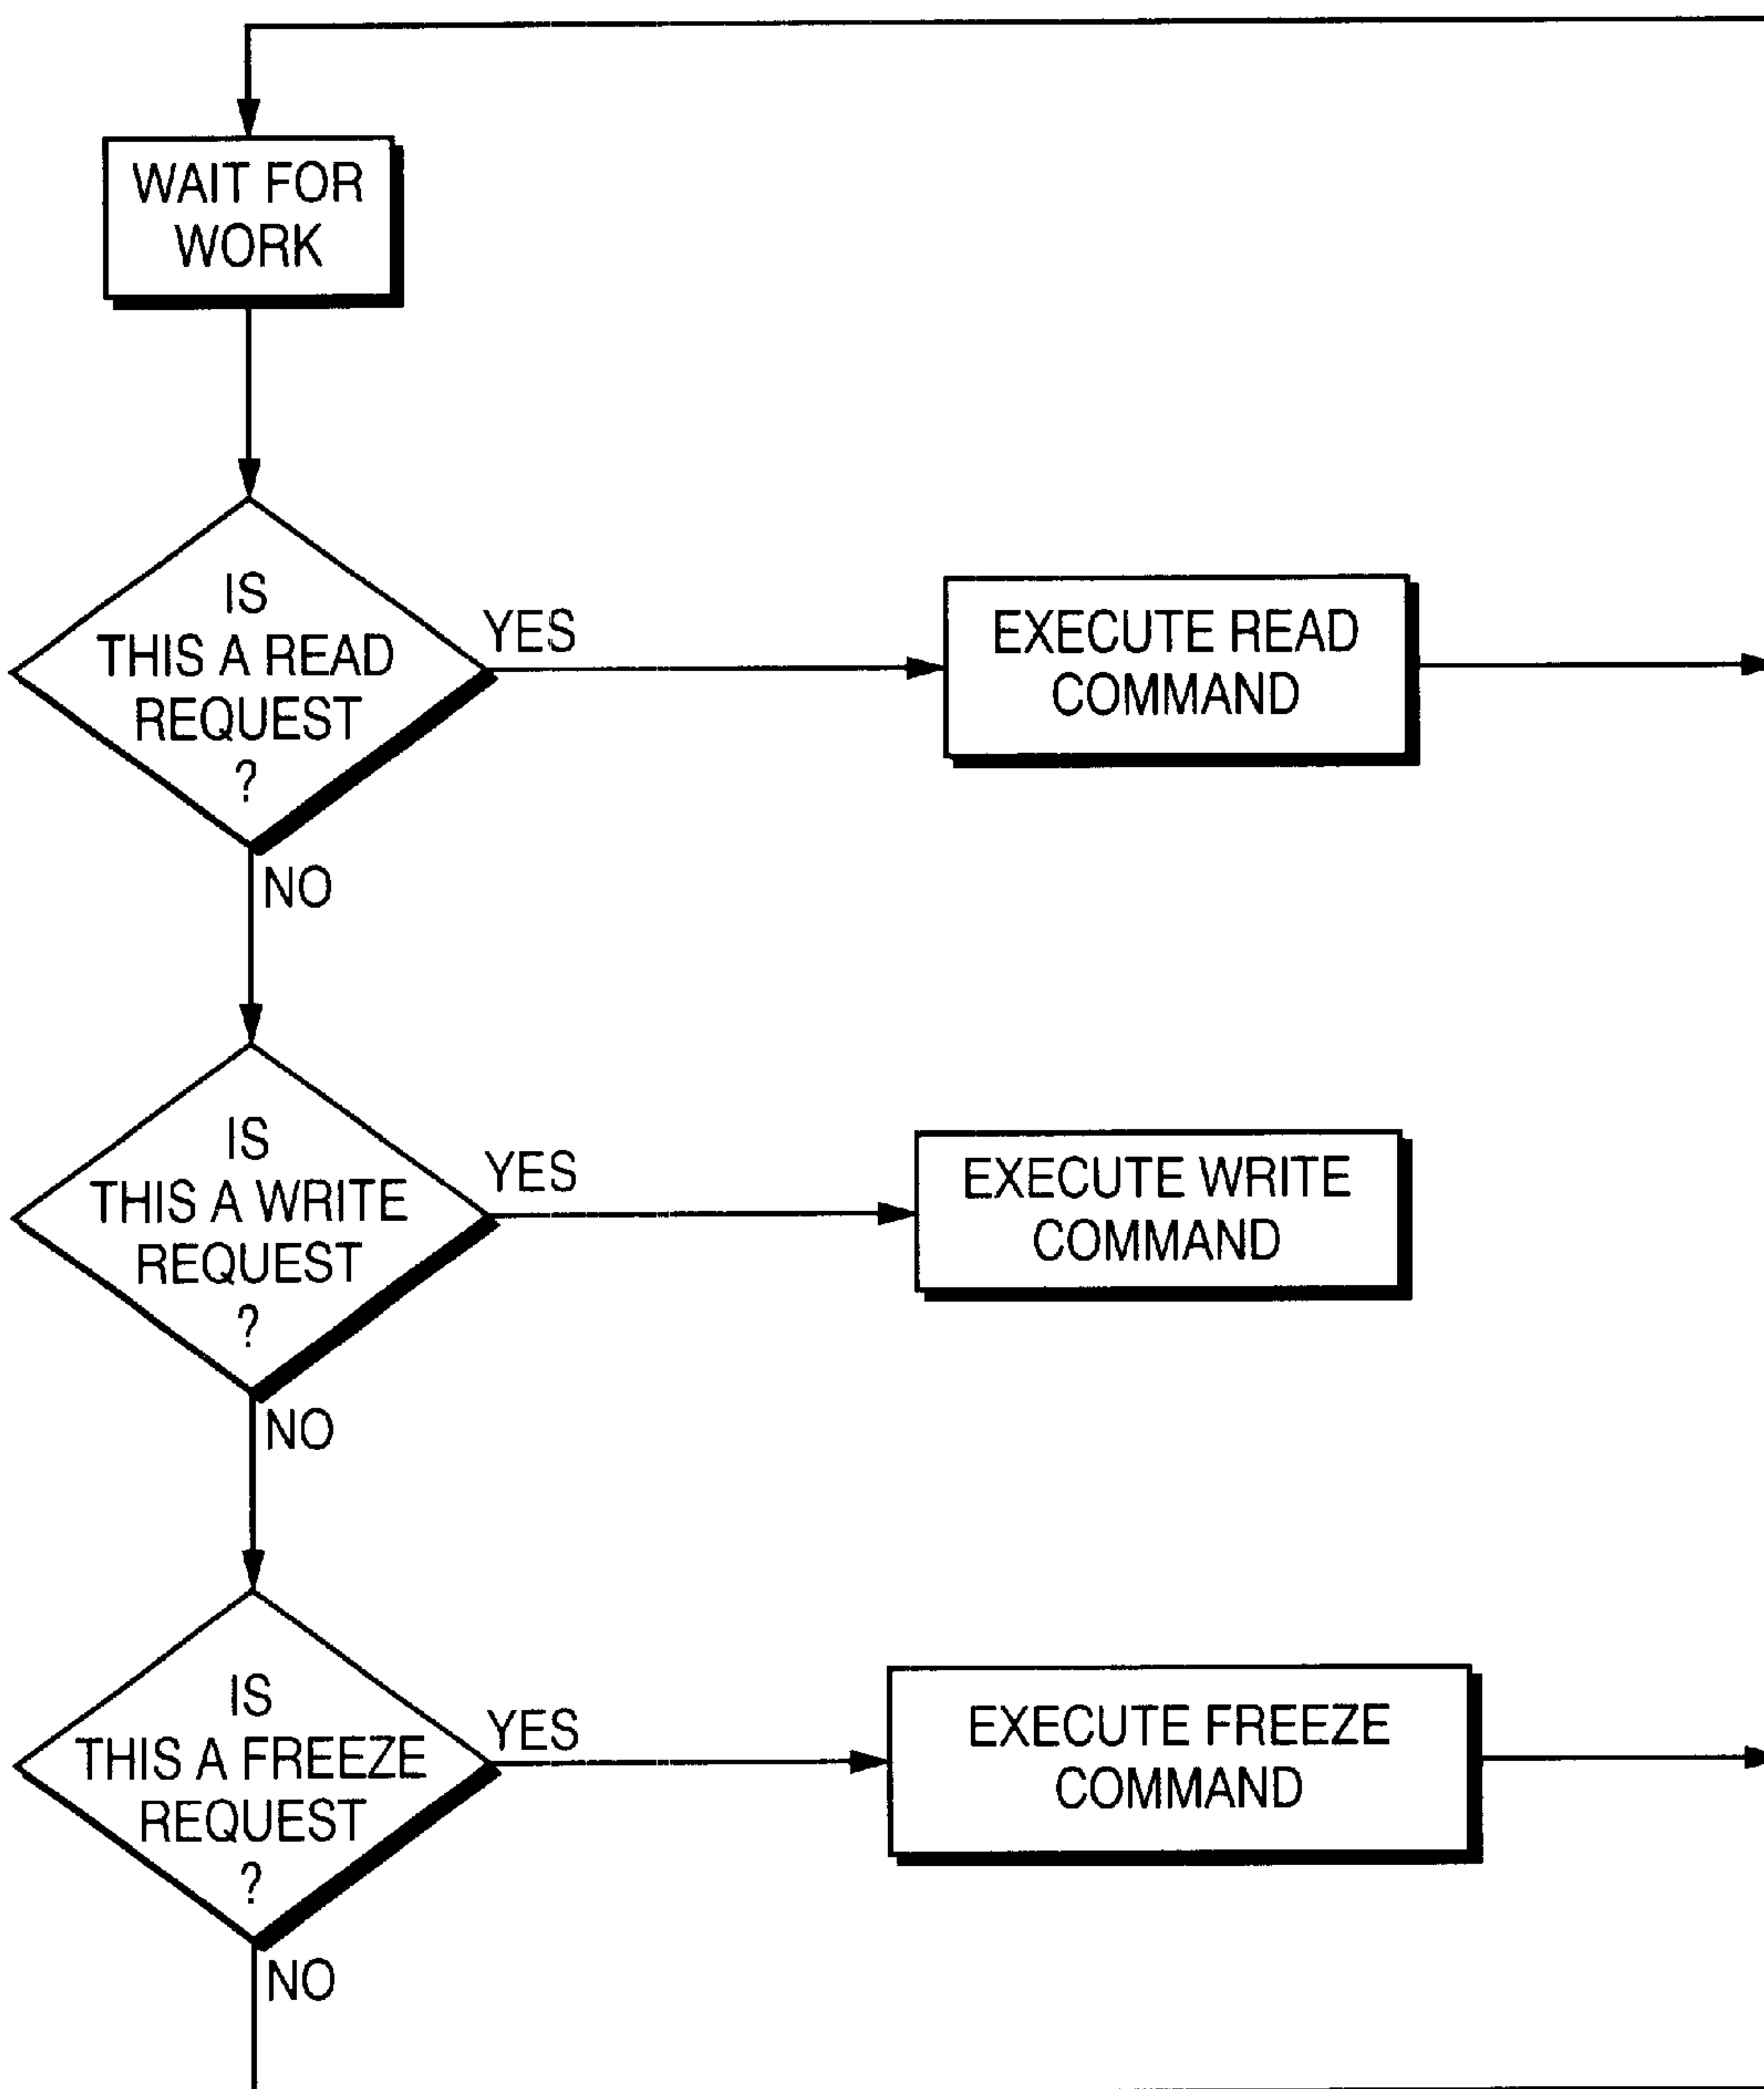 WAIT FOR
WORK
IS
THIS A READ
REQUEST
?
YES
EXECUTE READ
COMMAND
NO
IS
THIS A WRITE
REQUEST
?
YES
EXECUTE WRITE
COMMAND
NO
IS
THIS A FREEZE
REQUEST
?
YES
EXECUTE FREEZE
COMMAND
NO